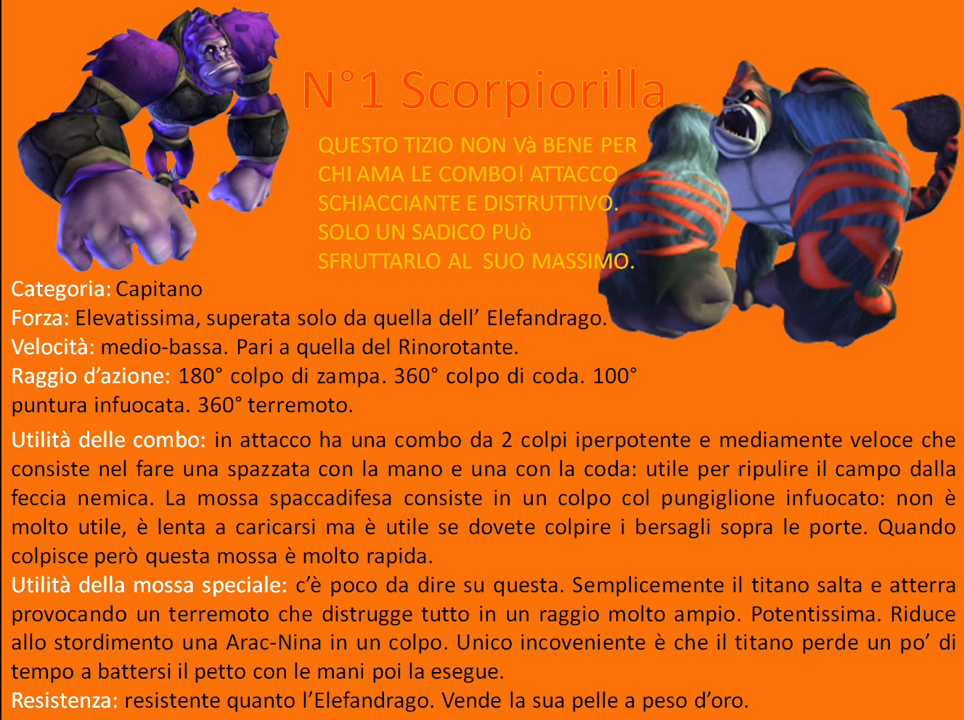 N°1 Scorpiorilla
QUESTO TIZIO NON Và BENE PER
CHI AMA LE COMBO! ATTACCO
SCHIACCIANTE E DISTRUTTIVO.
SOLO UN SADICO PUò
SFRUTTARLO AL SUO MASSIMO.
Categoria: Capitano
Forza: Elevatissima, superata solo da quella dell' Elefandrago.
Velocità: medio-bassa. Pari a quella del Rinorotante.
Raggio d'azione: 180° colpo di zampa. 360° colpo di coda. 100°
puntura infuocata. 360° terremoto.
Utilità delle combo: in attacco ha una combo da 2 colpi iperpotente e mediamente veloce che
consiste nel fare una spazzata con la mano e una con la coda: utile per ripulire il campo dalla
feccia nemica. La mossa spaccadifesa consiste in un colpo col pungiglione infuocato: non è
molto utile, è lenta a caricarsi ma è utile se dovete colpire i bersagli sopra le porte. Quando
colpisce però questa mossa è molto rapida.
Utilità della mossa speciale: c'è poco da dire su questa. Semplicemente il titano salta e atterra
provocando un terremoto che distrugge tutto in un raggio molto ampio. Potentissima. Riduce
allo stordimento una Arac-Nina in un colpo. Unico incoveniente è che il titano perde un po' di
tempo a battersi il petto con le mani poi la esegue.
Resistenza: resistente quanto l'Elefandrago. Vende la sua pelle a peso d'oro.